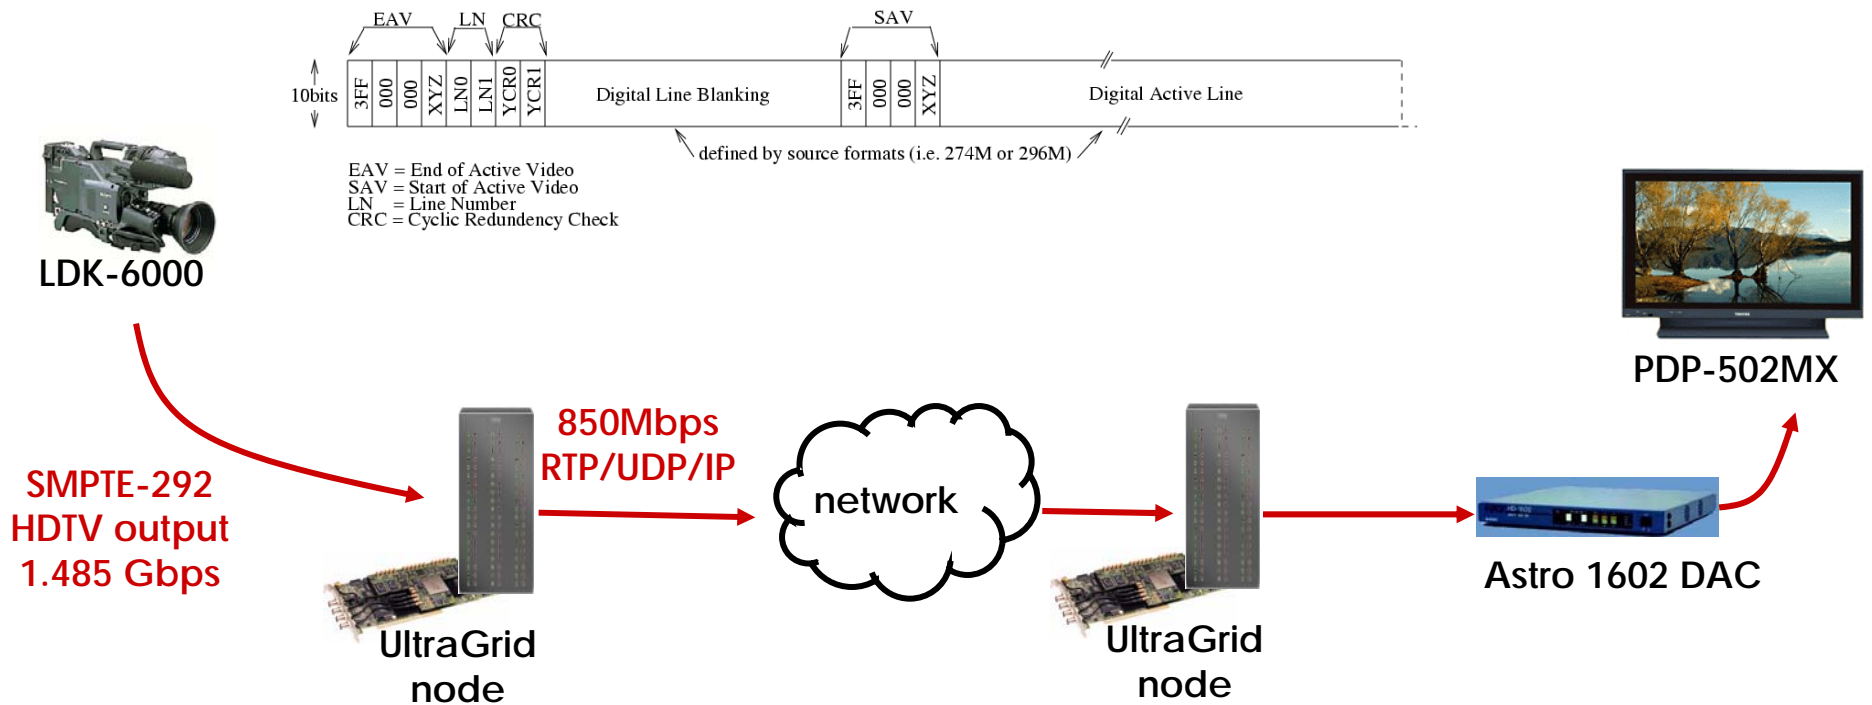 EAV LN CRC SAV
10bits
3FF 000 000 XYZ LN0 LN1 YCR0 YCR1 Digital Line Blanking 3FF 000 000 XYZ Digital Active Line
defined by source formats (i.e. 274M or 296M)
EAV = End of Active Video
SAV = Start of Active Video
LN = Line Number
CRC = Cyclic Redundency Check
LDK-6000
PDP-502MX
SMPTE-292
HDTV output
1.485 Gbps
850Mbps
RTP/UDP/IP
network
UltraGrid
node
UltraGrid
node
Astro 1602 DAC